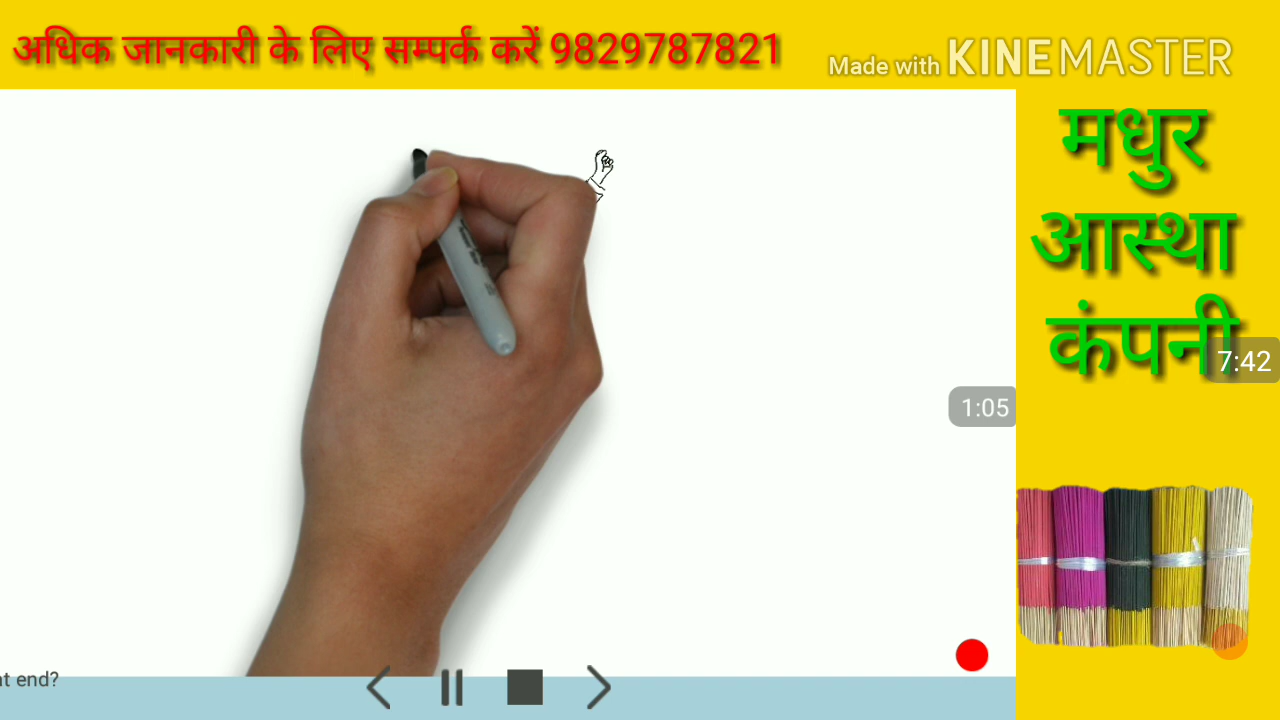 अधिक जानकारी के लिए सम्पर्क करें 9829787821
Made with KINEMASTER
मधुर
आस्था
कंपनी
7:42
1:05
end?